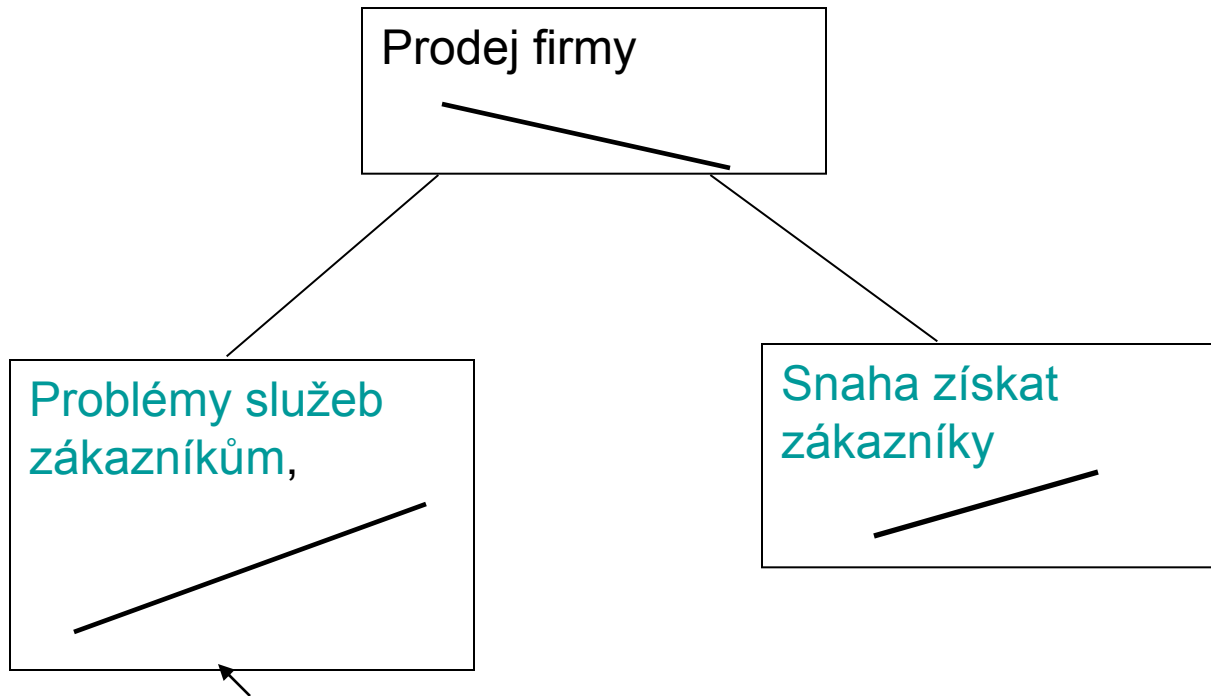 Prodej firmy
Problémy služeb
zákazníkům,
Snaha získat
zákazníky